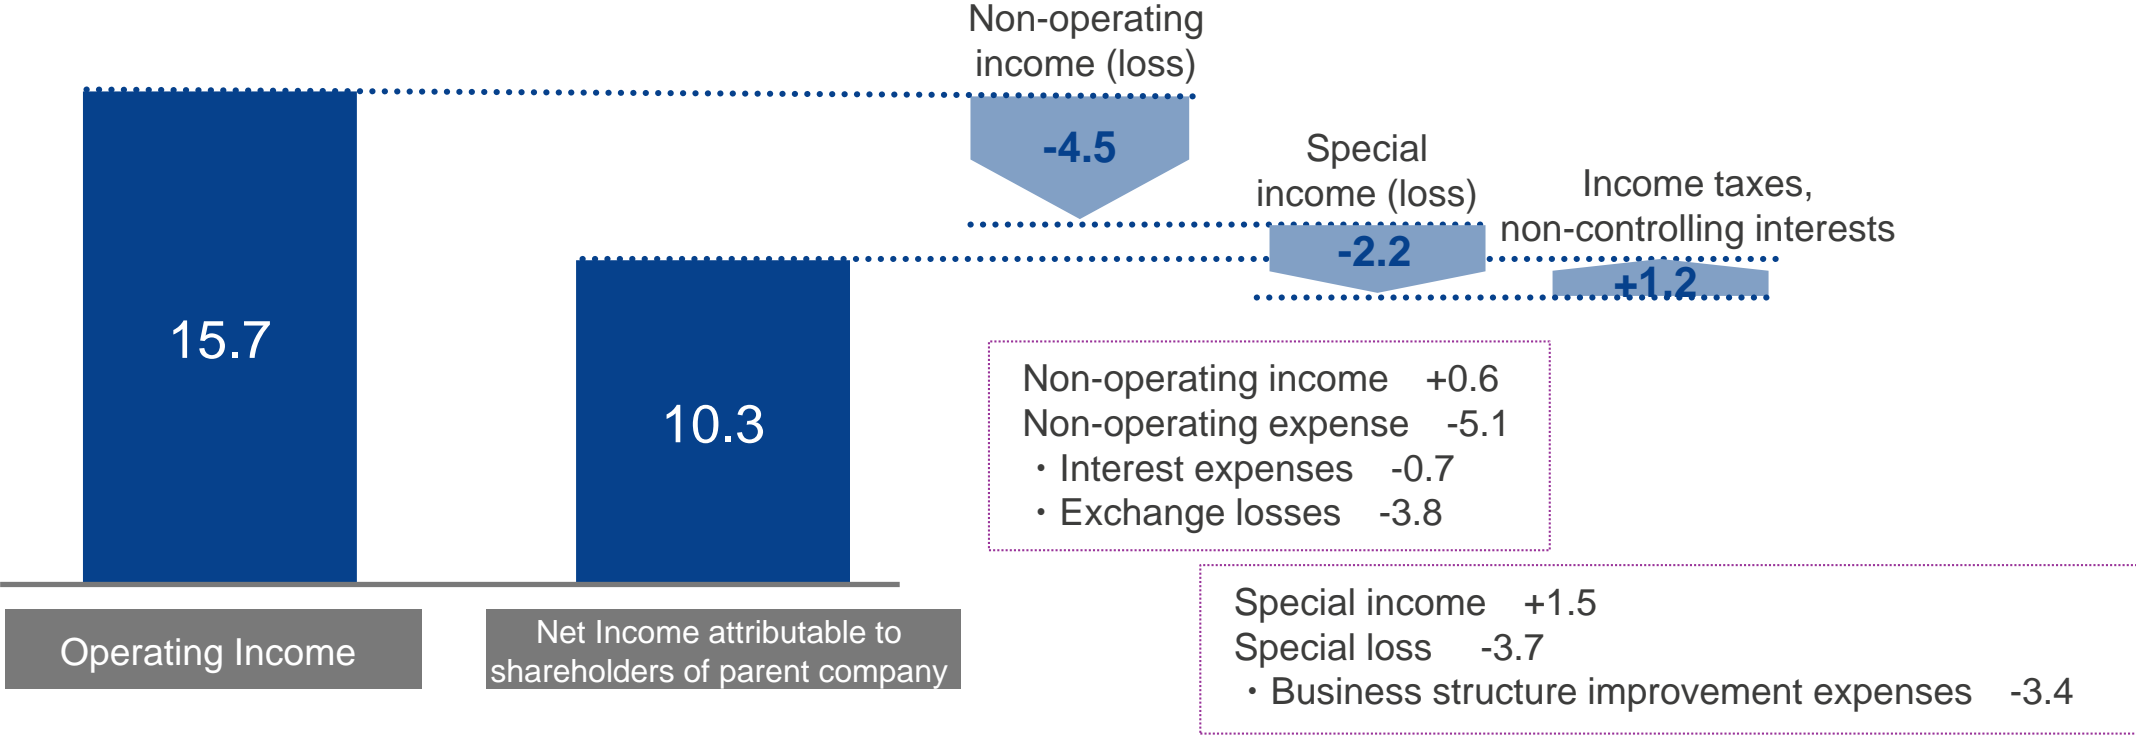 Non-operating
income (loss)
-4.5
Special
income (loss)
-2.2
Income taxes,
non-controlling interests
+1.2
15.7
10.3
Non-operating income +0.6
Non-operating expense -5.1
・Interest expenses -0.7
・Exchange losses -3.8
Special income +1.5
Special loss -3.7
・Business structure improvement expenses -3.4
Operating Income
Net Income attributable to
shareholders of parent company